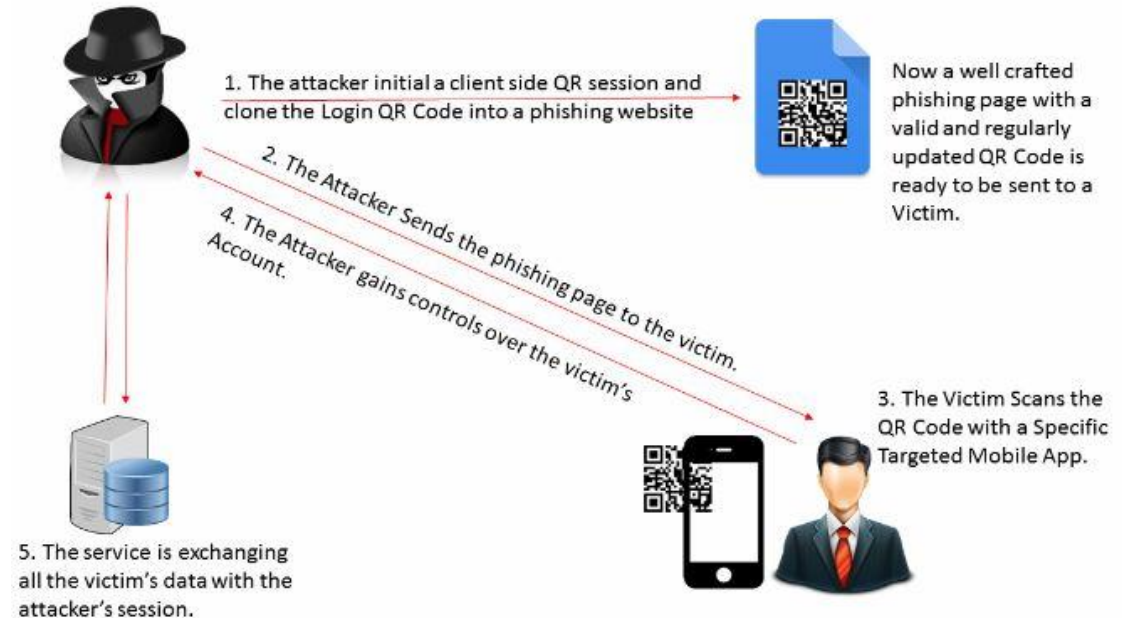 1. The attacker initial a client side QR session and
clone the Login QR Code into a phishing website
Now a well crafted
phishing page with a
valid and regularly
updated QR Code is
ready to be sent to a
Victim.
2. The Attacker Sends the phishing page to the victim.
4. The Attacker gains controls over the victim's
Account.
3. The Victim Scans the
QR Code with a Specific
Targeted Mobile App.
5. The service is exchanging
all the victim's data with the
attacker's session.